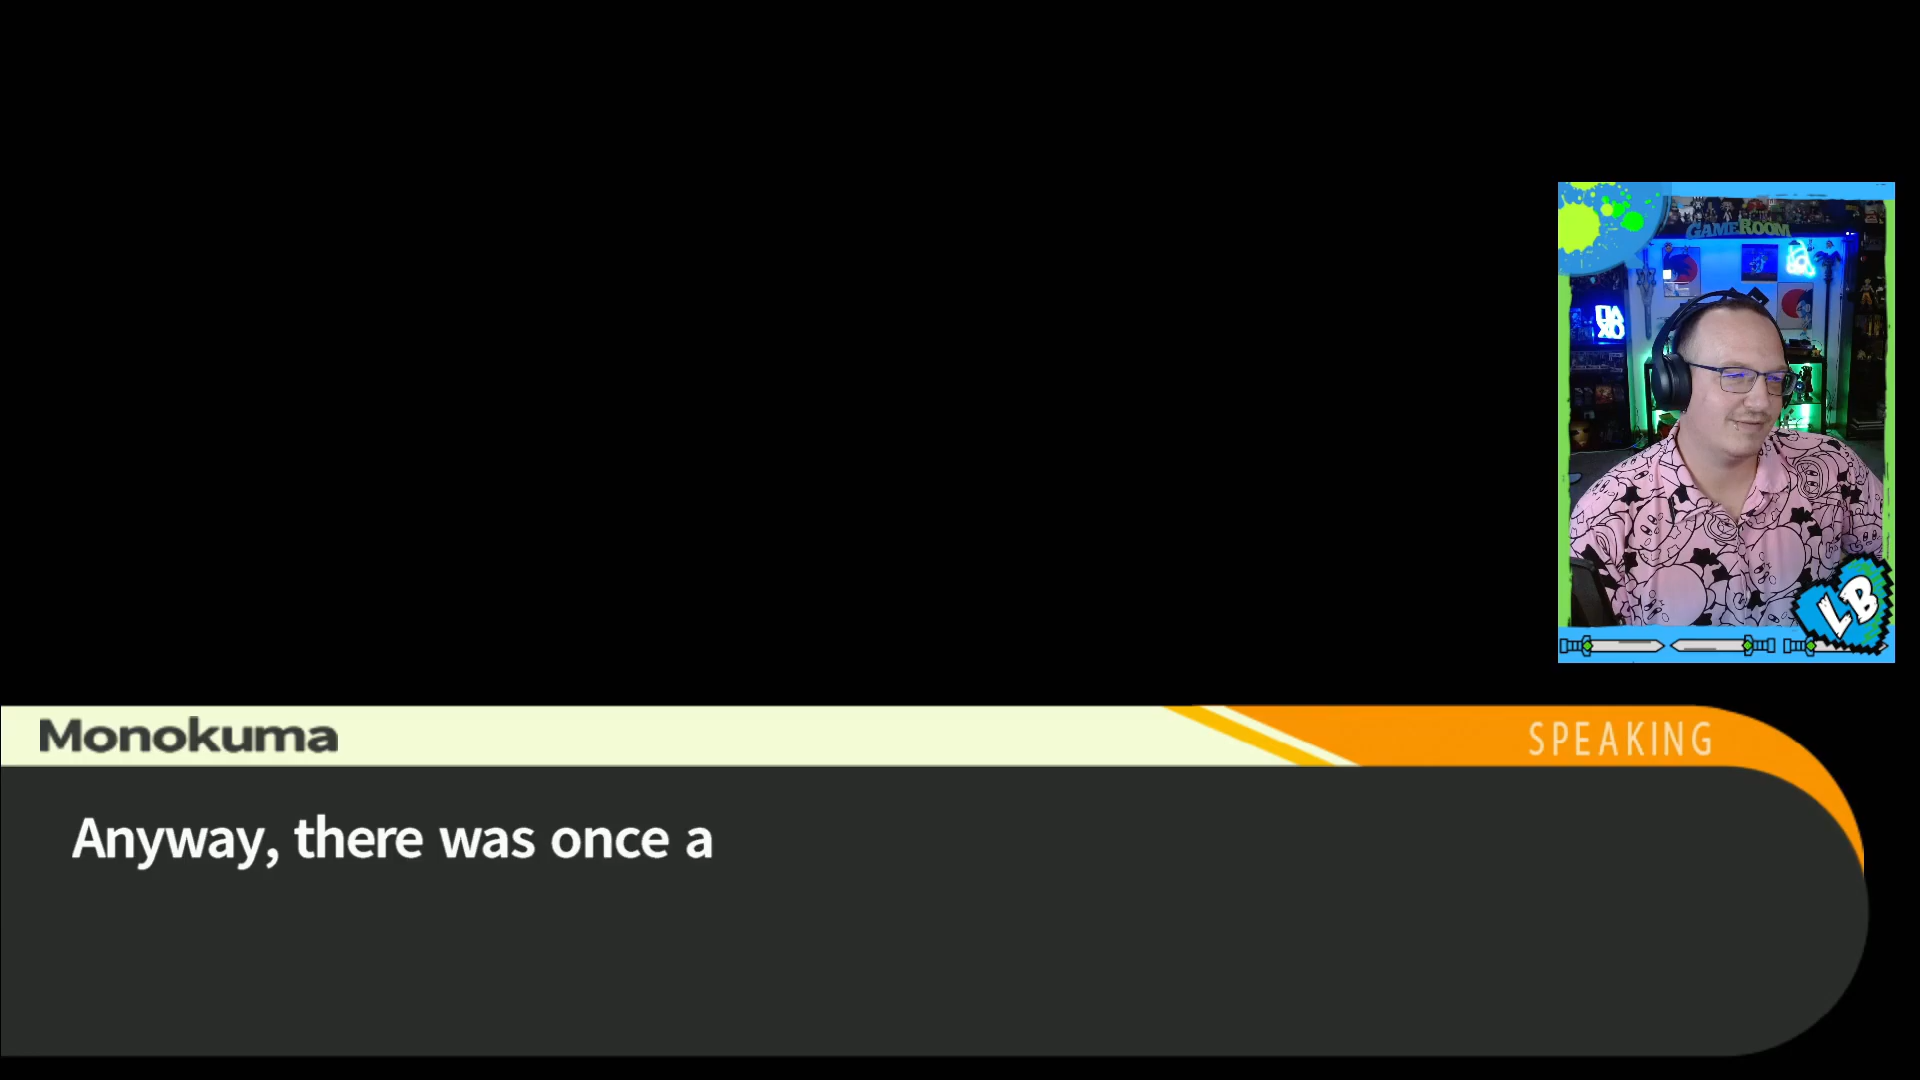 GAMEROOM
LB
Monokuma
SPEAKING
Anyway, there was once a